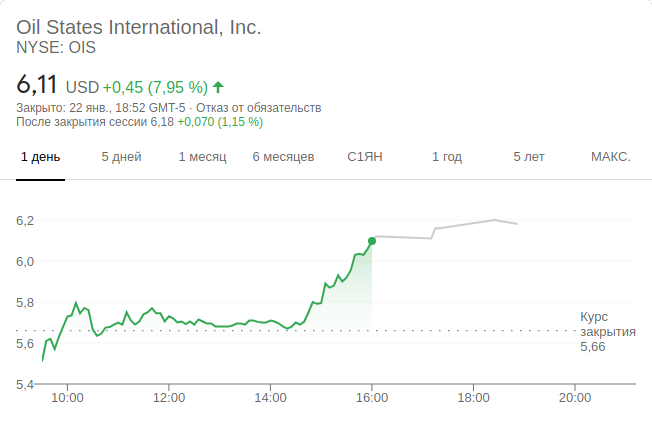 Oil States International, Inc.
NYSE: OIS
6,11 USD +0,45 (7,95 %)
Закрыто: 22 янв., 18:52 GMT-5 · Отказ от обязательств
После закрытия сессии 6,18 +0,070 (1,15 %)
1 день 5 дней 1 месяц 6 месяцев С1ЯН 1 год 5 лет МАКС.
6,2
6,0
5,8
Курс
закрытия
5,66
5,6
5,4
10:00 12:00 14:00 16:00 18:00 20:00